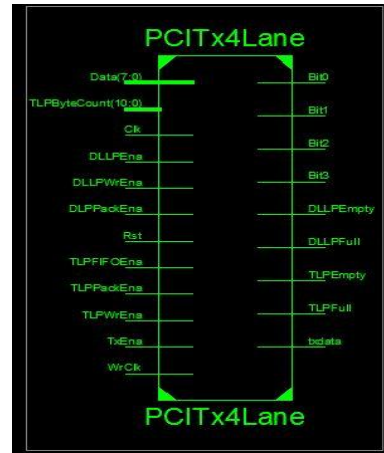 PCITx4Lane
Data(7:0)
TLPByteCount(10:0)
Clk
DLLPEna
DLLPWrEna
DLPPackEna
Rst
TLPFIFOEna
TLPPackEna
TLPWrEna
TxEna
WrClk
Bit0
Bit1
Bit2
Bit3
DLLPEmpty
DLLPFull
TLPEmpty
TLPFull
txdata
PCITx4Lane